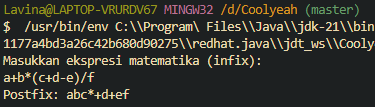 Lavina@LAPTOP-VRURDV67 MINGW32 /d/Coolyeah (master)
$  /usr/bin/env C:\\Program\ Files\\Java\\jdk-21\\bin
1177a4bd3a26c42b680d90275\\redhat.java\\jdt_ws\\Cooly
Masukkan ekspresi matematika (infix):
a+b*(c+d-e)/f
Postfix: abc*+d+ef